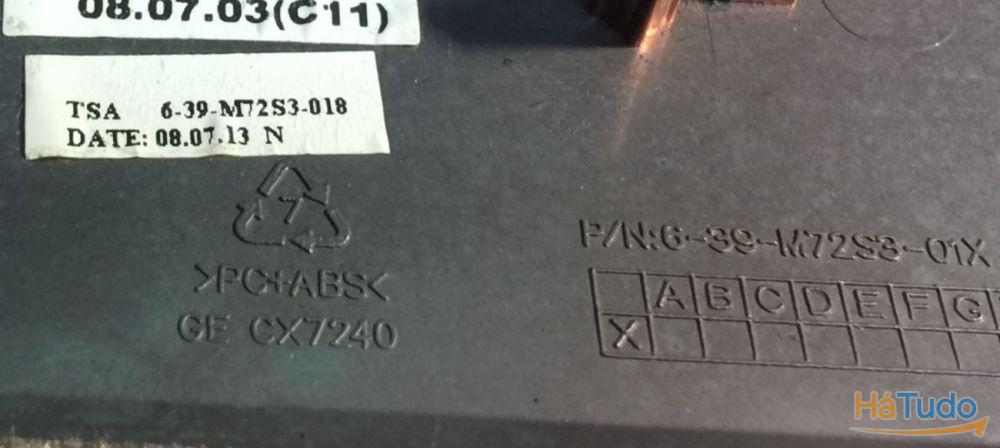 08.07.03(C11)
TSA 6-39-M72S3-018
DATE: 08.07.13 N
7
>PC+ABS<
GE CX7240
P/N:6-39-M72S3-01X
A B C D E F G
X
HáTudo